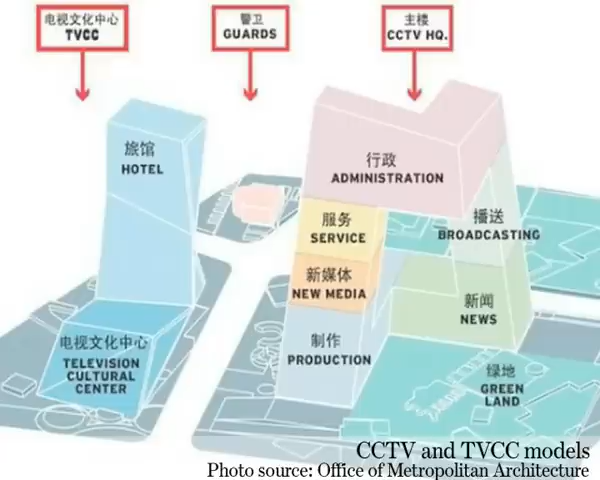 电视文化中心
TVCC
警卫
GUARDS
主楼
CCTV HQ.
旅馆
HOTEL
行政
ADMINISTRATION
服务
SERVICE
播送
BROADCASTING
新媒体
NEW MEDIA
新闻
NEWS
制作
PRODUCTION
电视文化中心
TELEVISION
CULTURAL
CENTER
绿地
GREEN
LAND
CCTV and TVCC models
Photo source: Office of Metropolitan Architecture